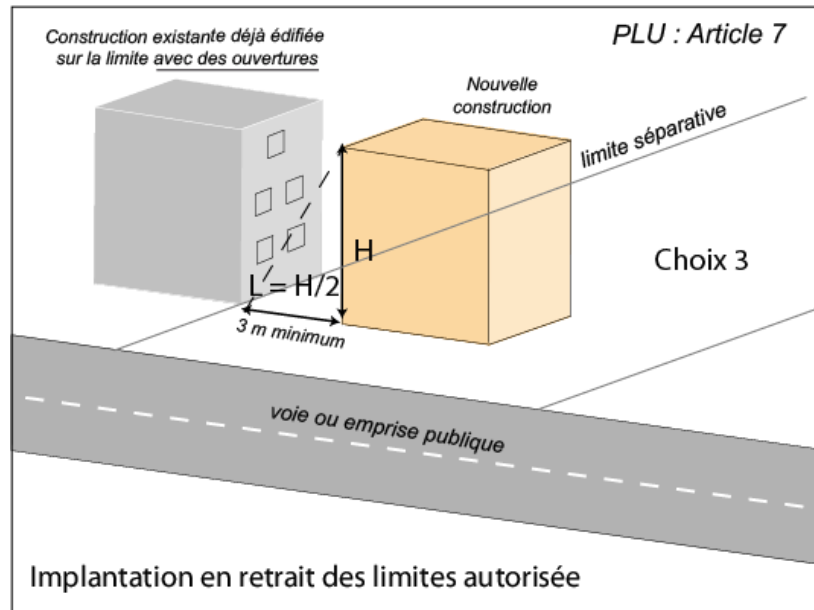 Construction existante déjà édifiée
sur la limite avec des ouvertures
PLU : Article 7
Nouvelle
construction
limite séparative
H
Choix 3
L = H/2
3 m minimum
voie ou emprise publique
Implantation en retrait des limites autorisée